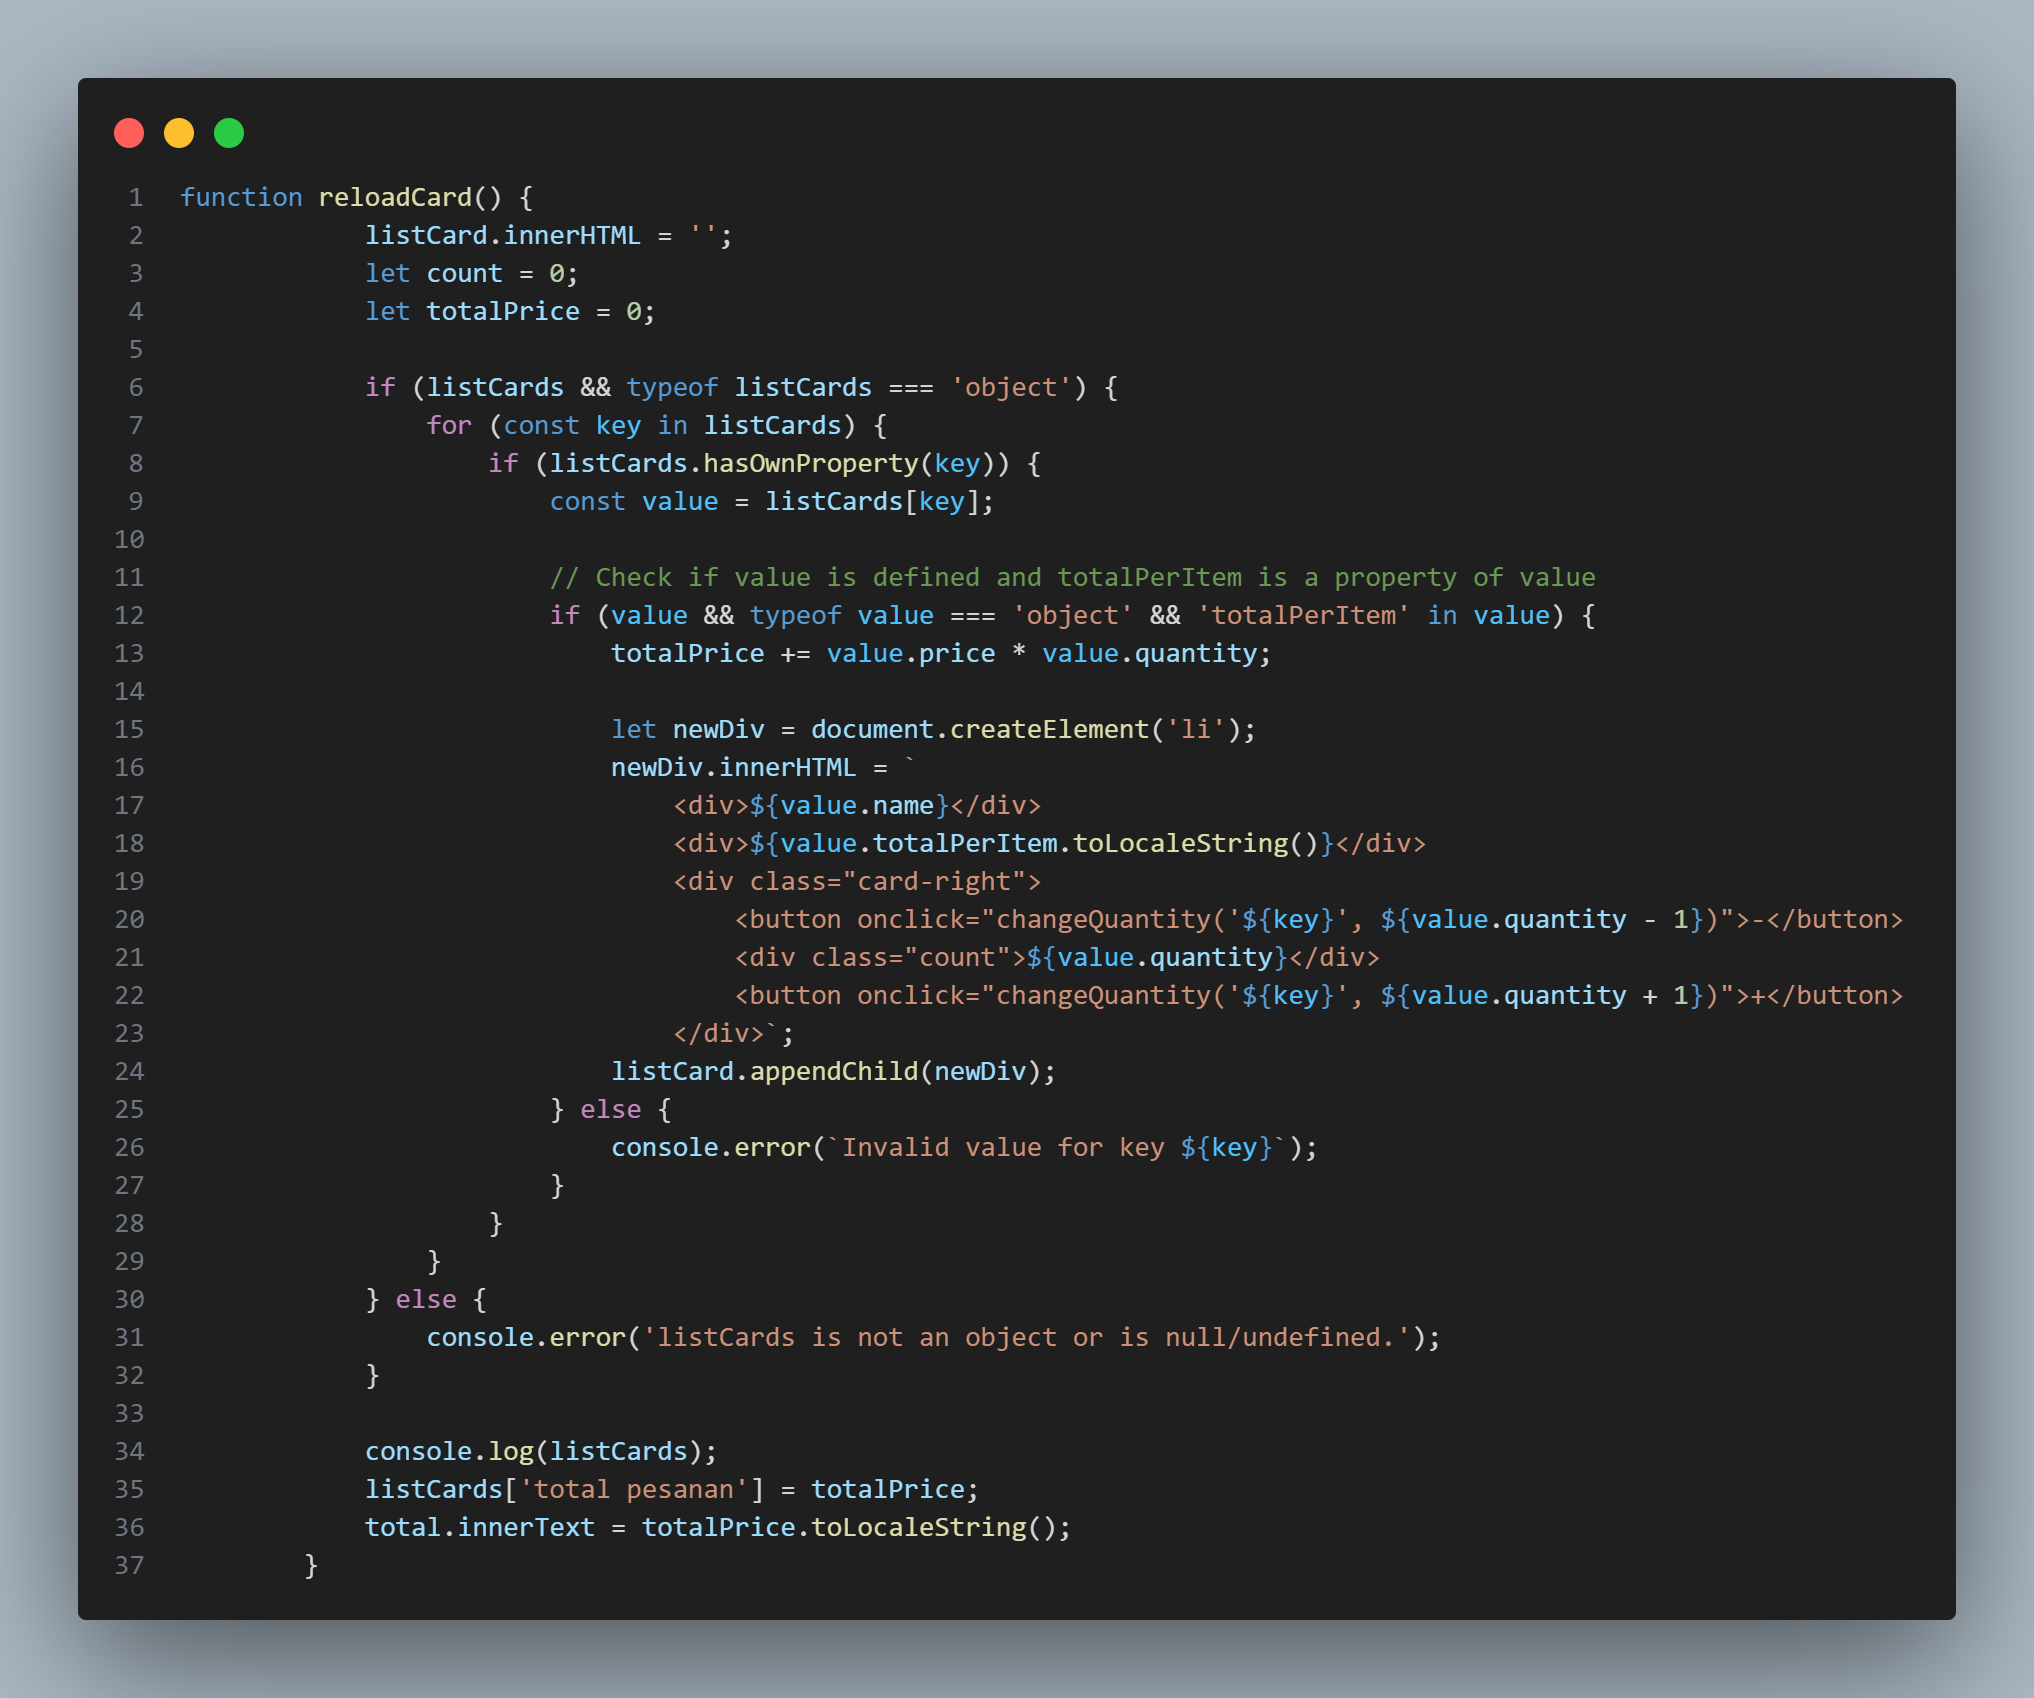 1 function reloadCard() {
2 listCard.innerHTML = '';
3 let count = 0;
4 let totalPrice = 0;
5
6 if (listCards && typeof listCards === 'object') {
7 for (const key in listCards) {
8 if (listCards.hasOwnProperty(key)) {
9 const value = listCards[key];
10
11 // Check if value is defined and totalPerItem is a property of value
12 if (value && typeof value === 'object' && 'totalPerItem' in value) {
13 totalPrice += value.price * value.quantity;
14
15 let newDiv = document.createElement('li');
16 newDiv.innerHTML = `
17 <div>${value.name}</div>
18 <div>${value.totalPerItem.toLocaleString()}</div>
19 <div class="card-right">
20 <button onclick="changeQuantity('${key}', ${value.quantity - 1})">-</button>
21 <div class="count">${value.quantity}</div>
22 <button onclick="changeQuantity('${key}', ${value.quantity + 1})">+</button>
23 </div>`;
24 listCard.appendChild(newDiv);
25 } else {
26 console.error(`Invalid value for key ${key}`);
27 }
28 }
29 }
30 } else {
31 console.error('listCards is not an object or is null/undefined.');
32 }
33
34 console.log(listCards);
35 listCards['total pesanan'] = totalPrice;
36 total.innerText = totalPrice.toLocaleString();
37 }